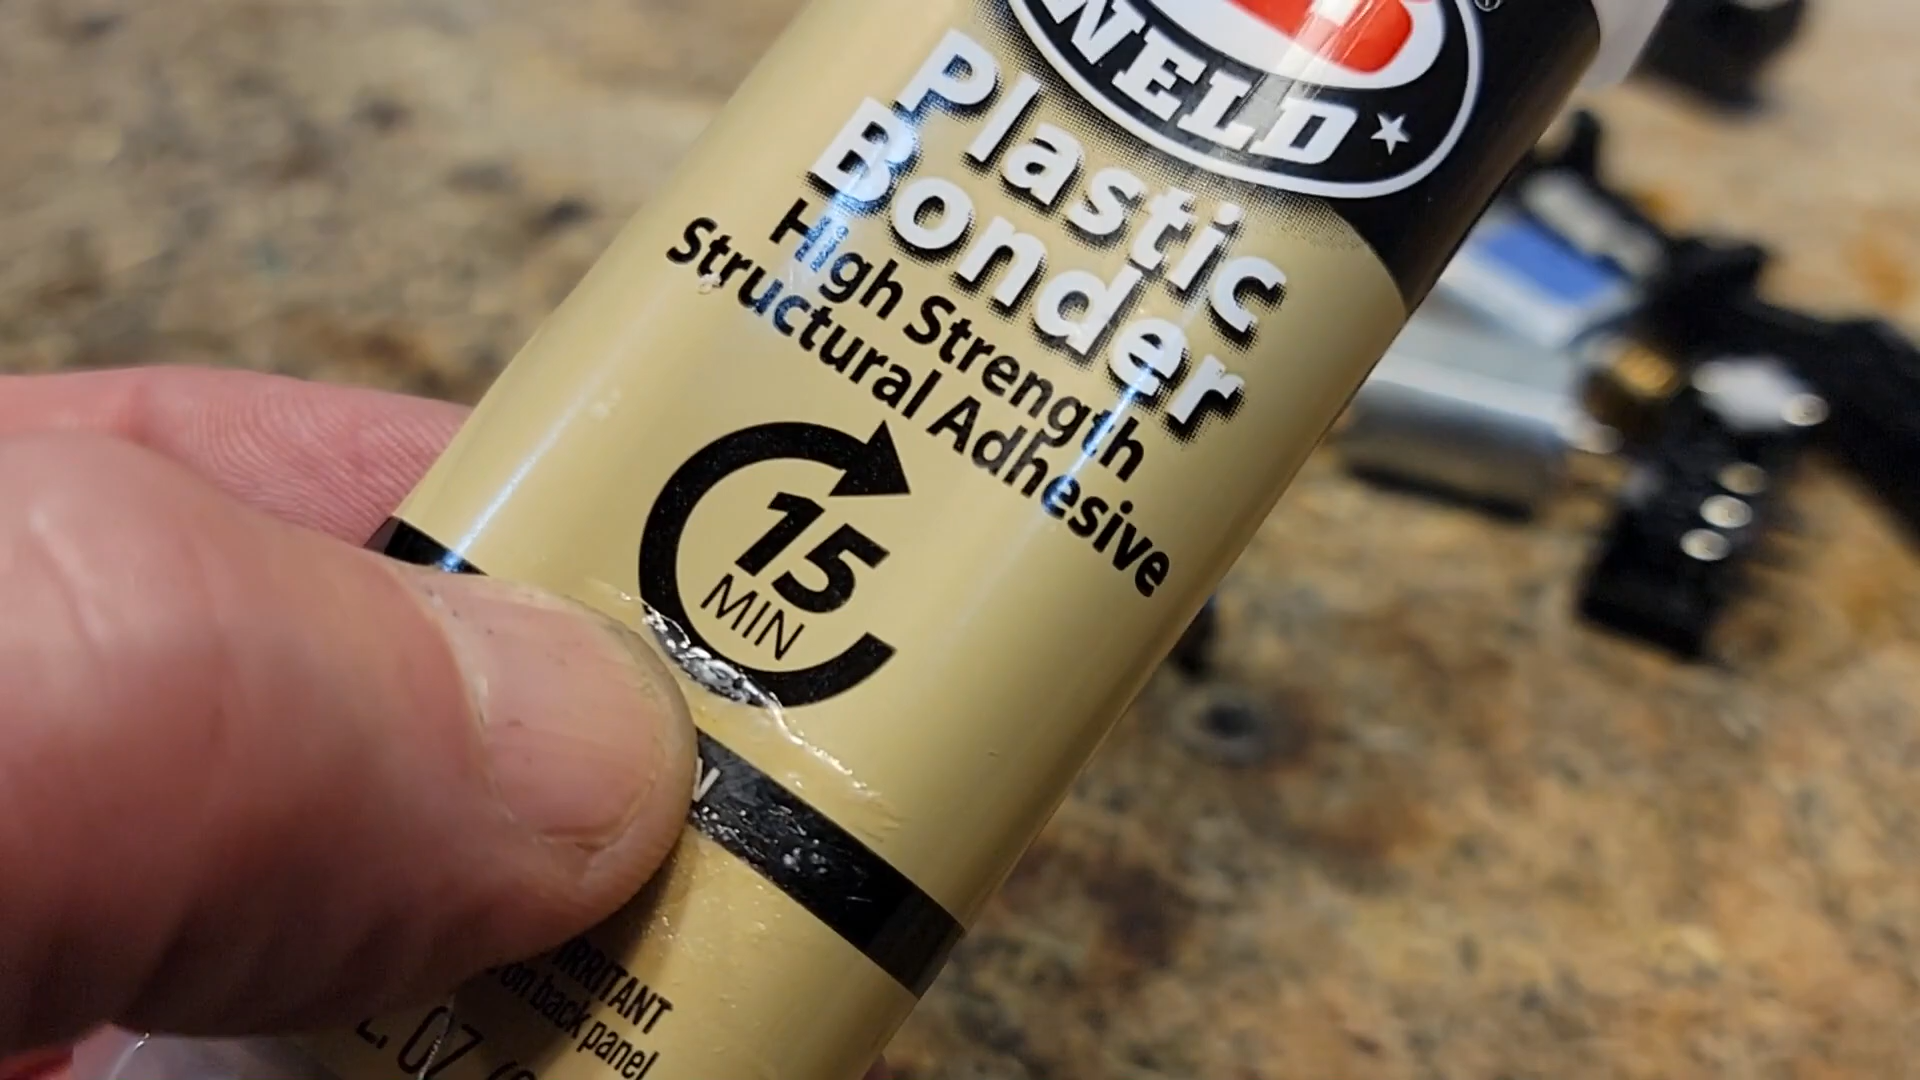 WELD
Plastic
Bonder
High Strength
Structural Adhesive
15
MIN
IRRITANT
on back panel